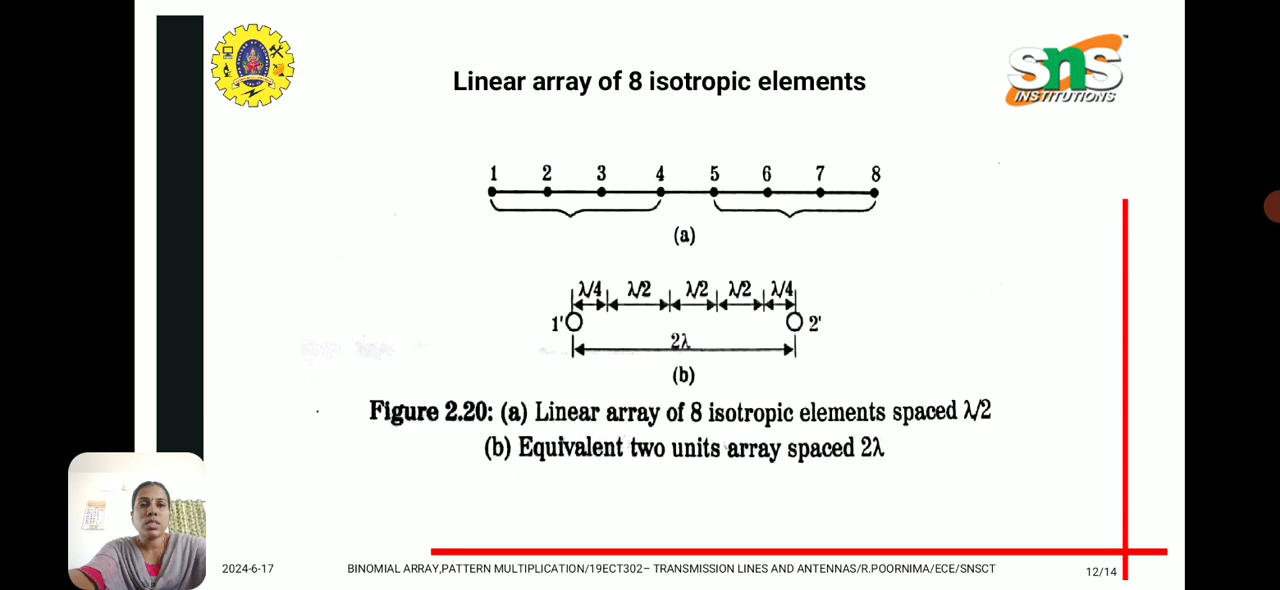 Linear array of 8 isotropic elements
SNS
INSTITUTIONS
1 2 3 4 5 6 7 8
(a)
λ/4 λ/2 λ/2 λ/2 λ/4
1' 2'
2λ
(b)
Figure 2.20: (a) Linear array of 8 isotropic elements spaced λ/2
(b) Equivalent two units array spaced 2λ
2024-6-17 BINOMIAL ARRAY,PATTERN MULTIPLICATION/19ECT302– TRANSMISSION LINES AND ANTENNAS/R.POORNIMA/ECE/SNSCT 12/14